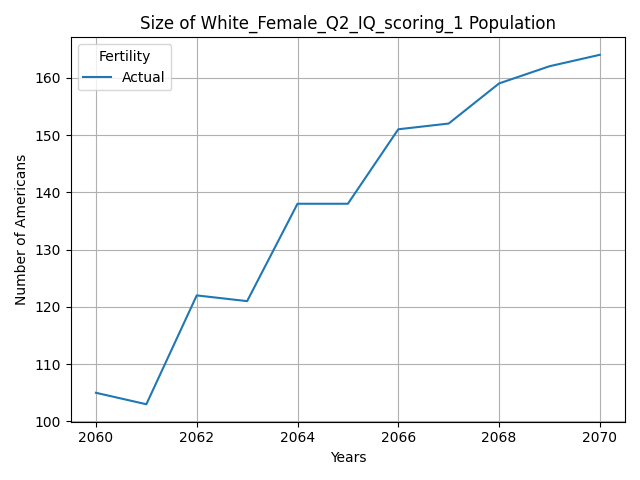 Size of White_Female_Q2_IQ_scoring_1 Population
Fertility
Actual
Number of Americans
160
150
140
130
120
110
100
2060 2062 2064 2066 2068 2070
Years